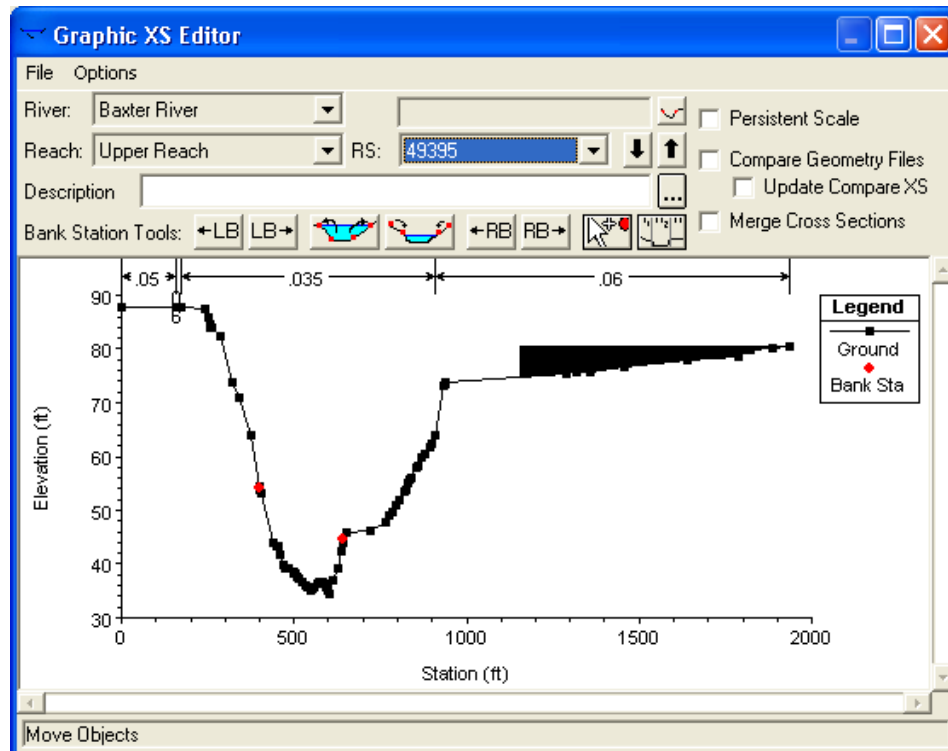 Graphic XS Editor
File Options
River: Baxter River
Persistent Scale
Reach: Upper Reach RS: 49395
Compare Geometry Files
Update Compare XS
Description ...
Merge Cross Sections
Bank Station Tools: LB LB RB RB
.05 .035 .06
90
80
70
60
50
40
30
0 500 1000 1500 2000
Elevation (ft)
Station (ft)
Legend
Ground
Bank Sta
Move Objects